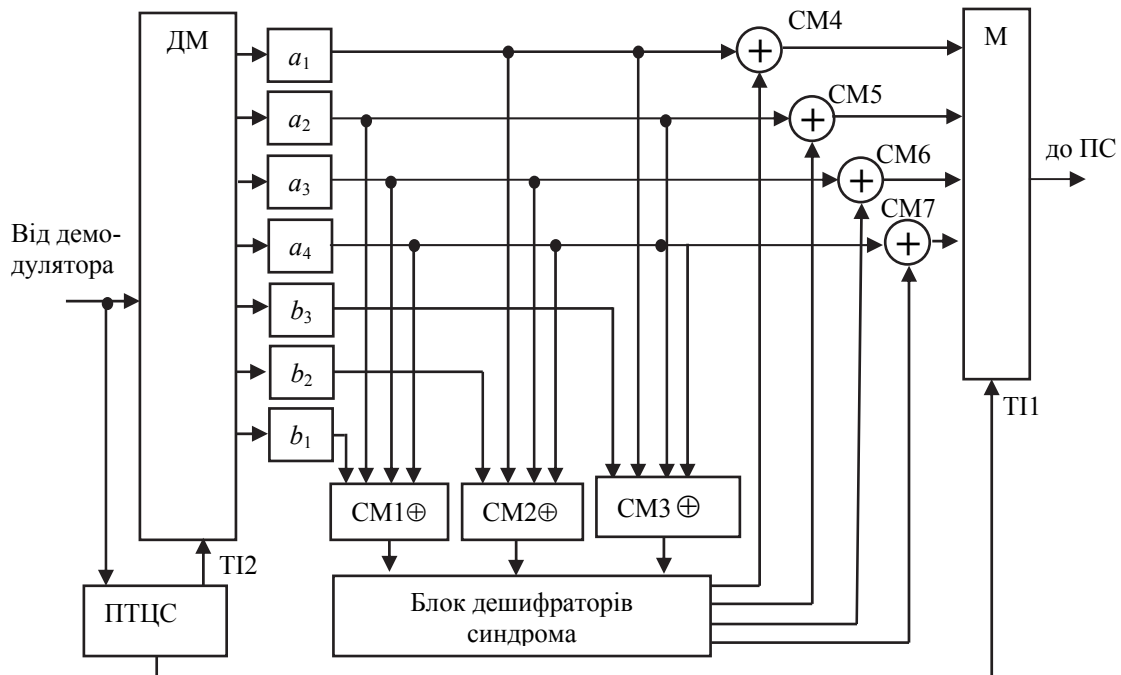 ДМ
a₁
a₂
a₃
a₄
b₃
b₂
b₁
СМ4
СМ5
СМ6
СМ7
М
до ПС
Від демо-
дулятора
ТІ1
ТІ2
СМ1⊕
СМ2⊕
СМ3 ⊕
ПТЦС
Блок дешифраторів
синдрома